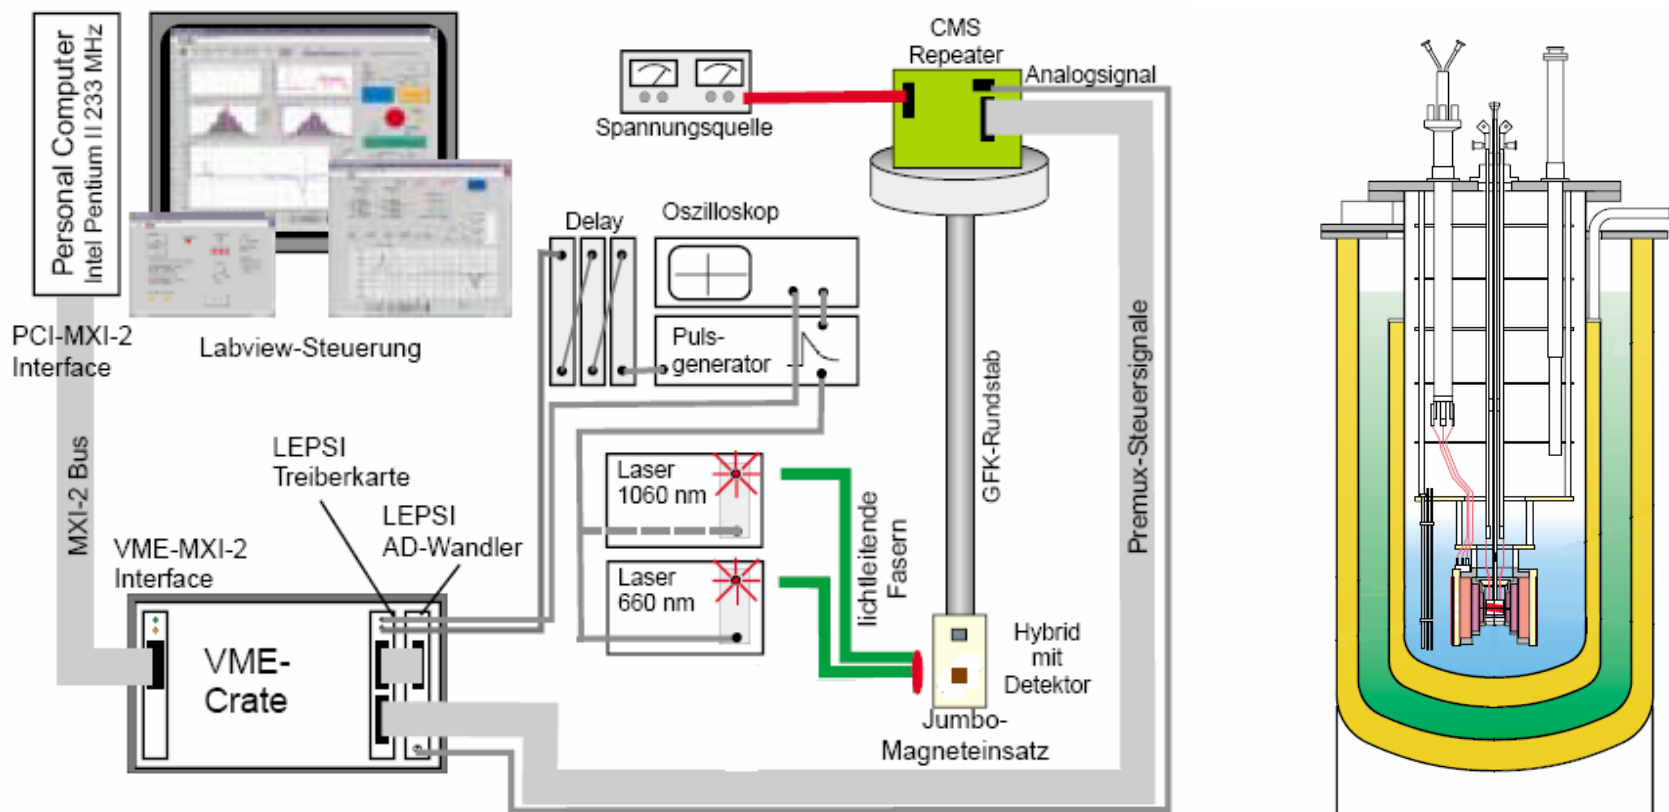 Personal Computer
Intel Pentium II 233 MHz
PCI-MXI-2
Interface
Labview-Steuerung
MXI-2 Bus
VME-MXI-2
Interface
LEPSI
Treiberkarte
LEPSI
AD-Wandler
VME-
Crate
Delay
Oszilloskop
Puls-
generator
Laser
1060 nm
Laser
660 nm
lichtleitende
Fasern
Spannungsquelle
CMS
Repeater
Analogsignal
GFK-Rundstab
Premux-Steuersignale
Hybrid
mit
Detektor
Jumbo-
Magneteinsatz